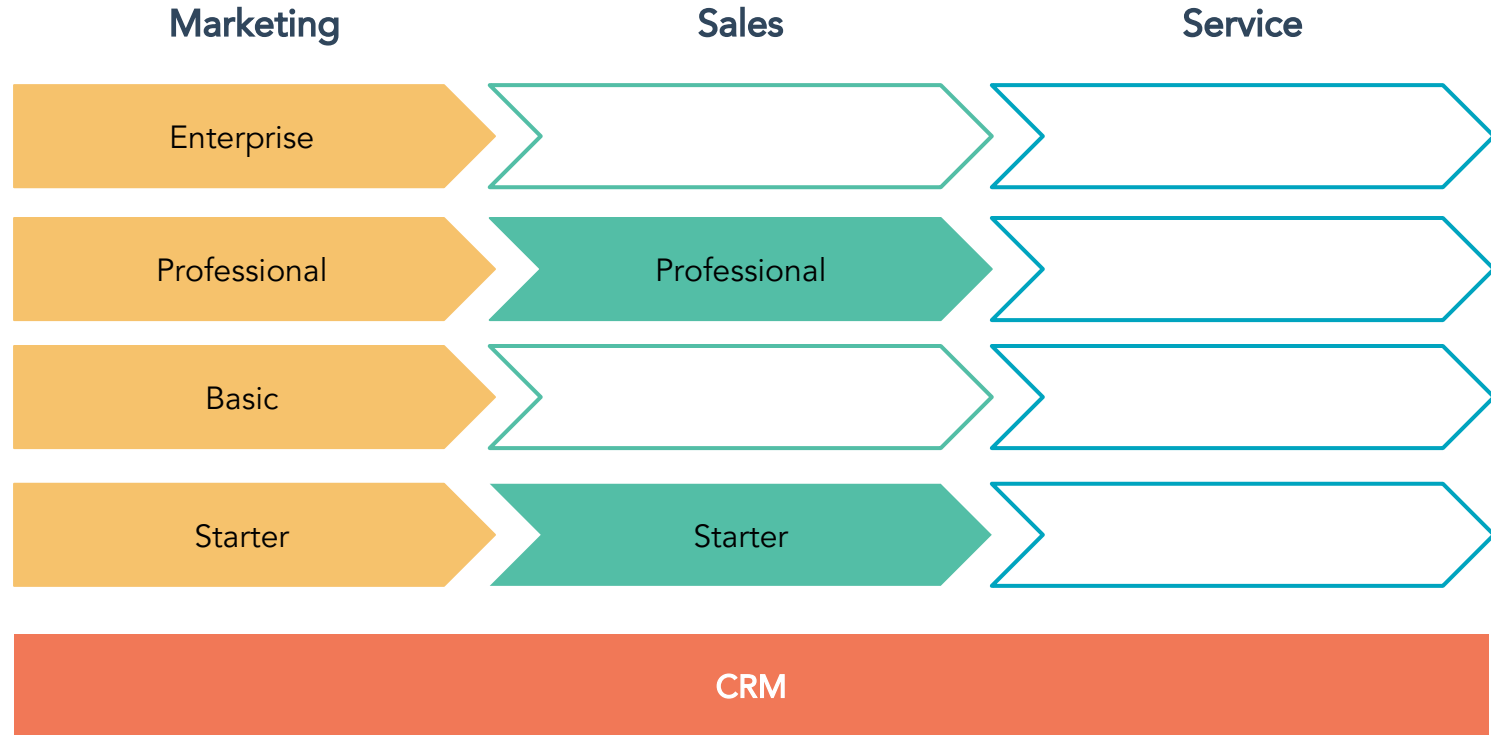 Marketing
Sales
Service
Enterprise
Professional
Professional
Basic
Starter
Starter
CRM